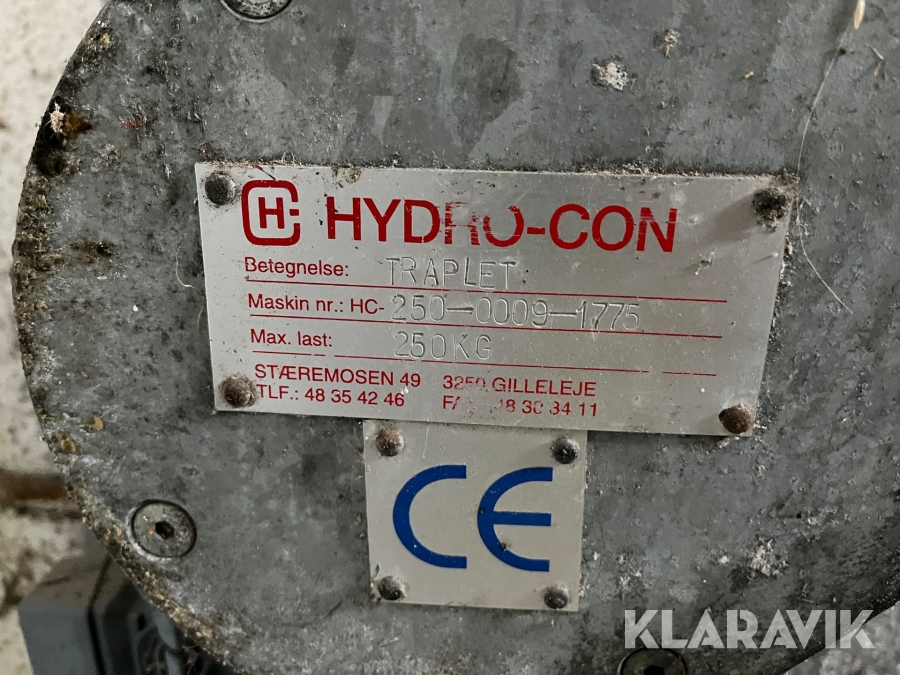 H HYDRO-CON
Betegnelse: TRAPLET
Maskin nr.: HC- 250-0009-1775
Max. last: 250KG
STÆREMOSEN 49 3250 GILLELEJE
TLF.: 48 35 42 46
CE
KLARAVIK